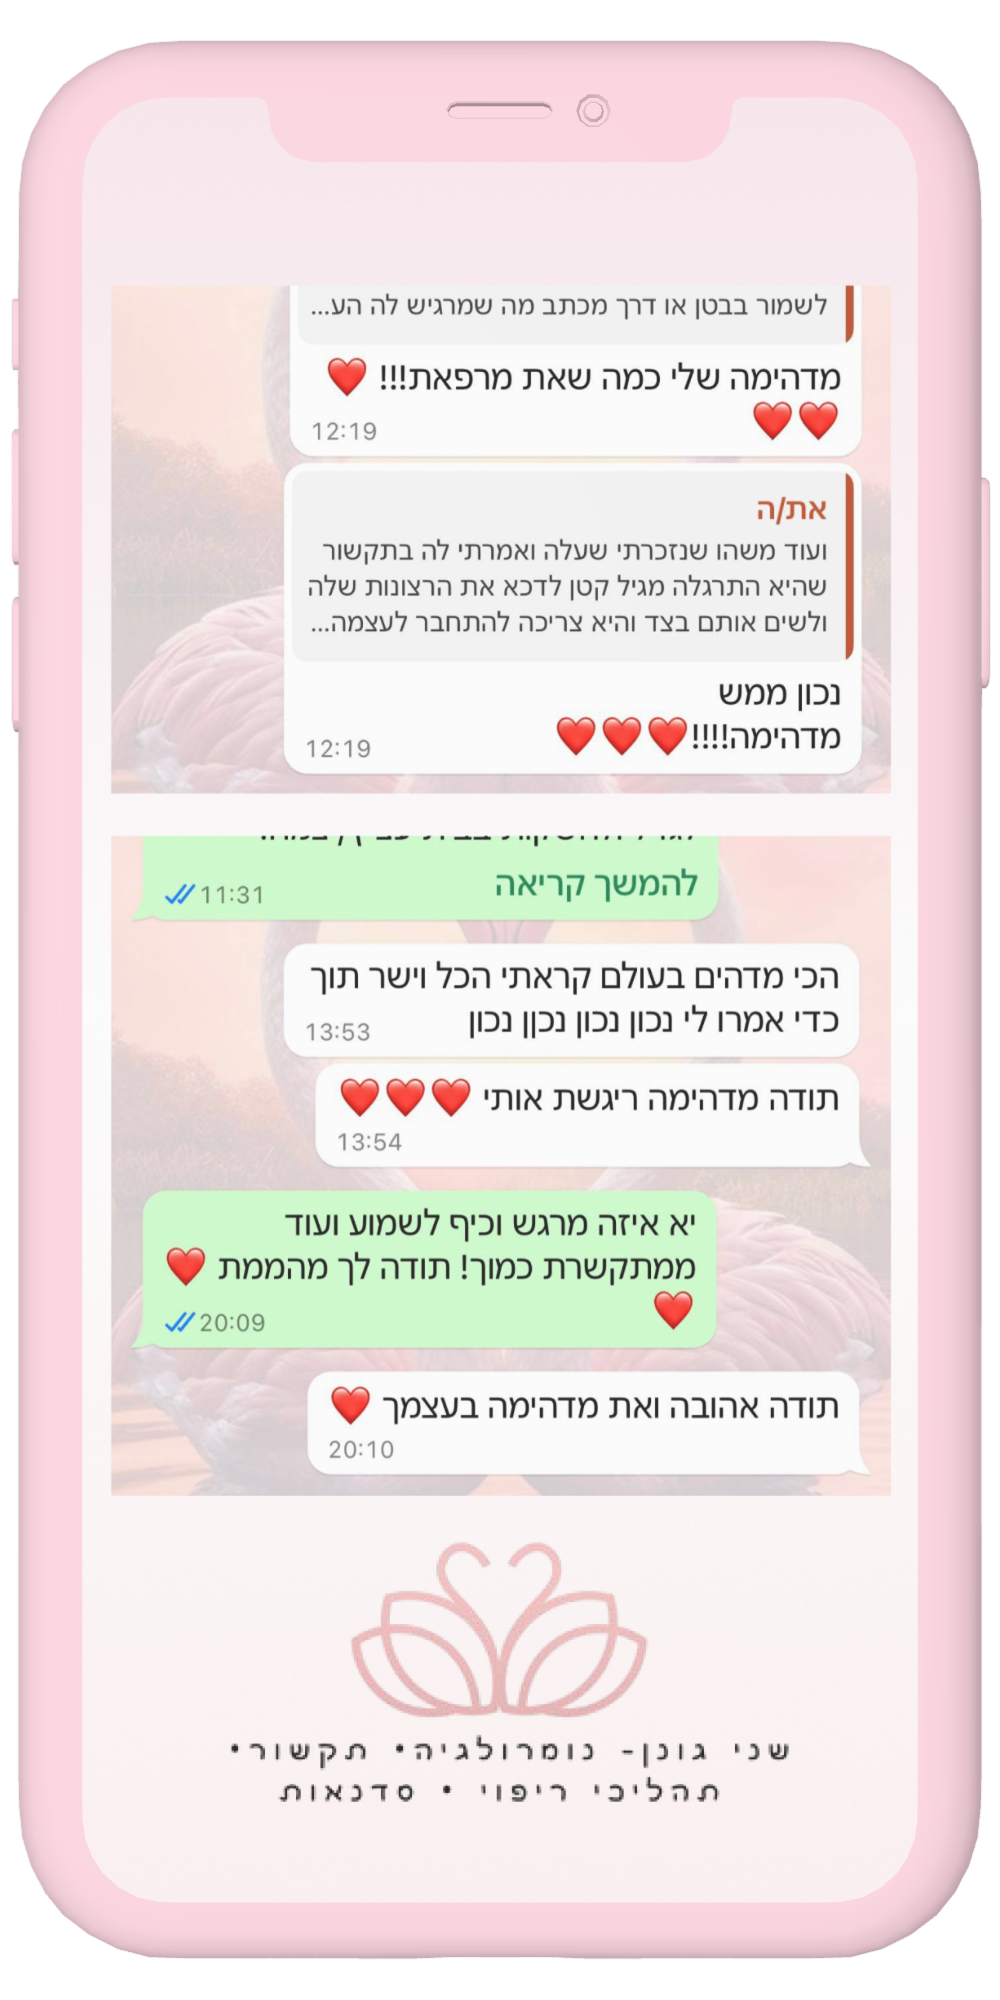 לשמור בבטן או דרך מכתב מה שמרגיש לה הע...
מדהימה שלי כמה שאת מרפאת!!! ❤️
❤️❤️
12:19
את/ה
ועוד משהו שנזכרתי שעלה ואמרתי לה בתקשור
שהיא התרגלה מגיל קטן לדכא את הרצונות שלה
ולשים אותם בצד והיא צריכה להתחבר לעצמה...
נכון ממש
מדהימה!!!!❤️❤️❤️
12:19
להמשך קריאה
11:31
הכי מדהים בעולם קראתי הכל וישר תוך
כדי אמרו לי נכון נכון נכןן נכון
13:53
תודה מדהימה ריגשת אותי ❤️❤️❤️
13:54
יא איזה מרגש וכיף לשמוע ועוד
ממתקשרת כמוך! תודה לך מהממת ❤️
❤️
20:09
תודה אהובה ואת מדהימה בעצמך ❤️
20:10
שני גונן- נומרולגיה• תקשור•
תהליכי ריפוי • סדנאות